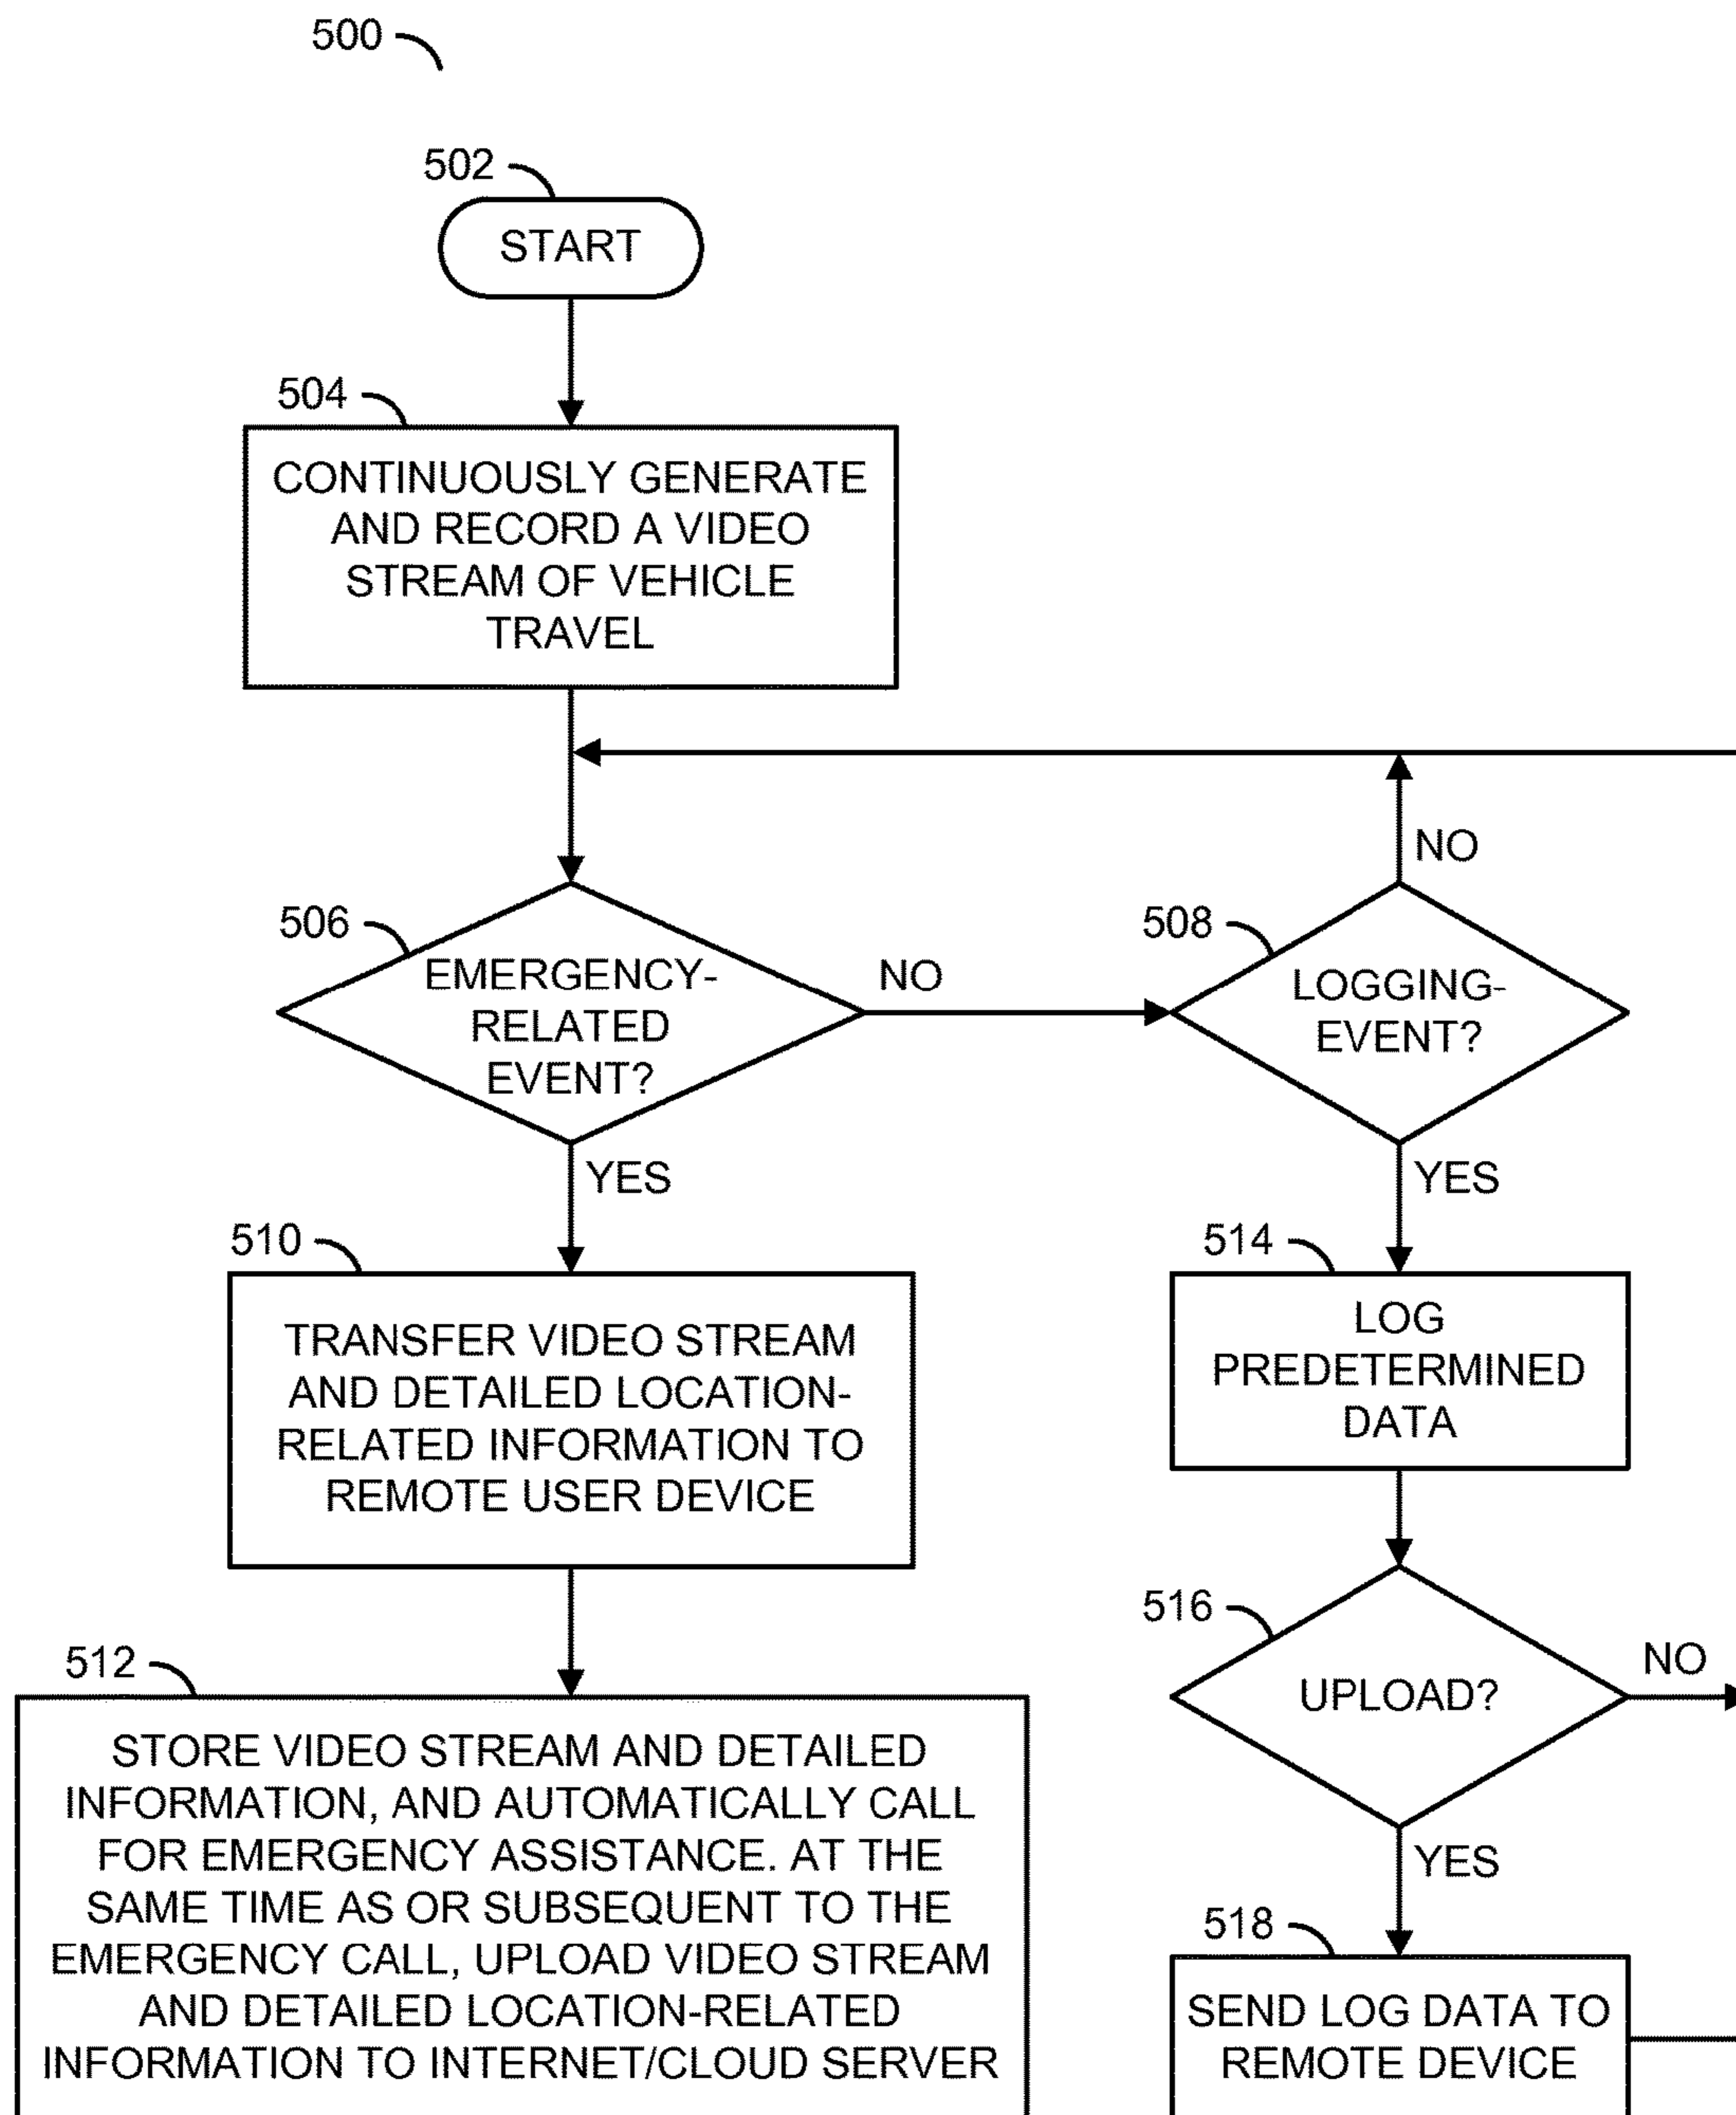 500
502
START
504
CONTINUOUSLY GENERATE
AND RECORD A VIDEO
STREAM OF VEHICLE
TRAVEL
NO
506
EMERGENCY-
RELATED
EVENT?
NO
508
LOGGING-
EVENT?
YES
YES
510
TRANSFER VIDEO STREAM
AND DETAILED LOCATION-
RELATED INFORMATION TO
REMOTE USER DEVICE
514
LOG
PREDETERMINED
DATA
516
UPLOAD?
NO
YES
512
STORE VIDEO STREAM AND DETAILED
INFORMATION, AND AUTOMATICALLY CALL
FOR EMERGENCY ASSISTANCE. AT THE
SAME TIME AS OR SUBSEQUENT TO THE
EMERGENCY CALL, UPLOAD VIDEO STREAM
AND DETAILED LOCATION-RELATED
INFORMATION TO INTERNET/CLOUD SERVER
518
SEND LOG DATA TO
REMOTE DEVICE